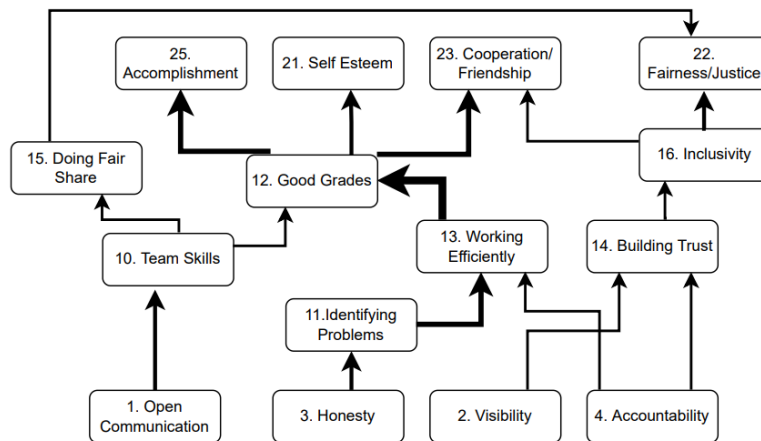 25.
Accomplishment
21. Self Esteem
23. Cooperation/
Friendship
22.
Fairness/Justice
15. Doing Fair
Share
12. Good Grades
16. Inclusivity
10. Team Skills
13. Working
Efficiently
14. Building Trust
11.Identifying
Problems
1. Open
Communication
3. Honesty
2. Visibility
4. Accountability